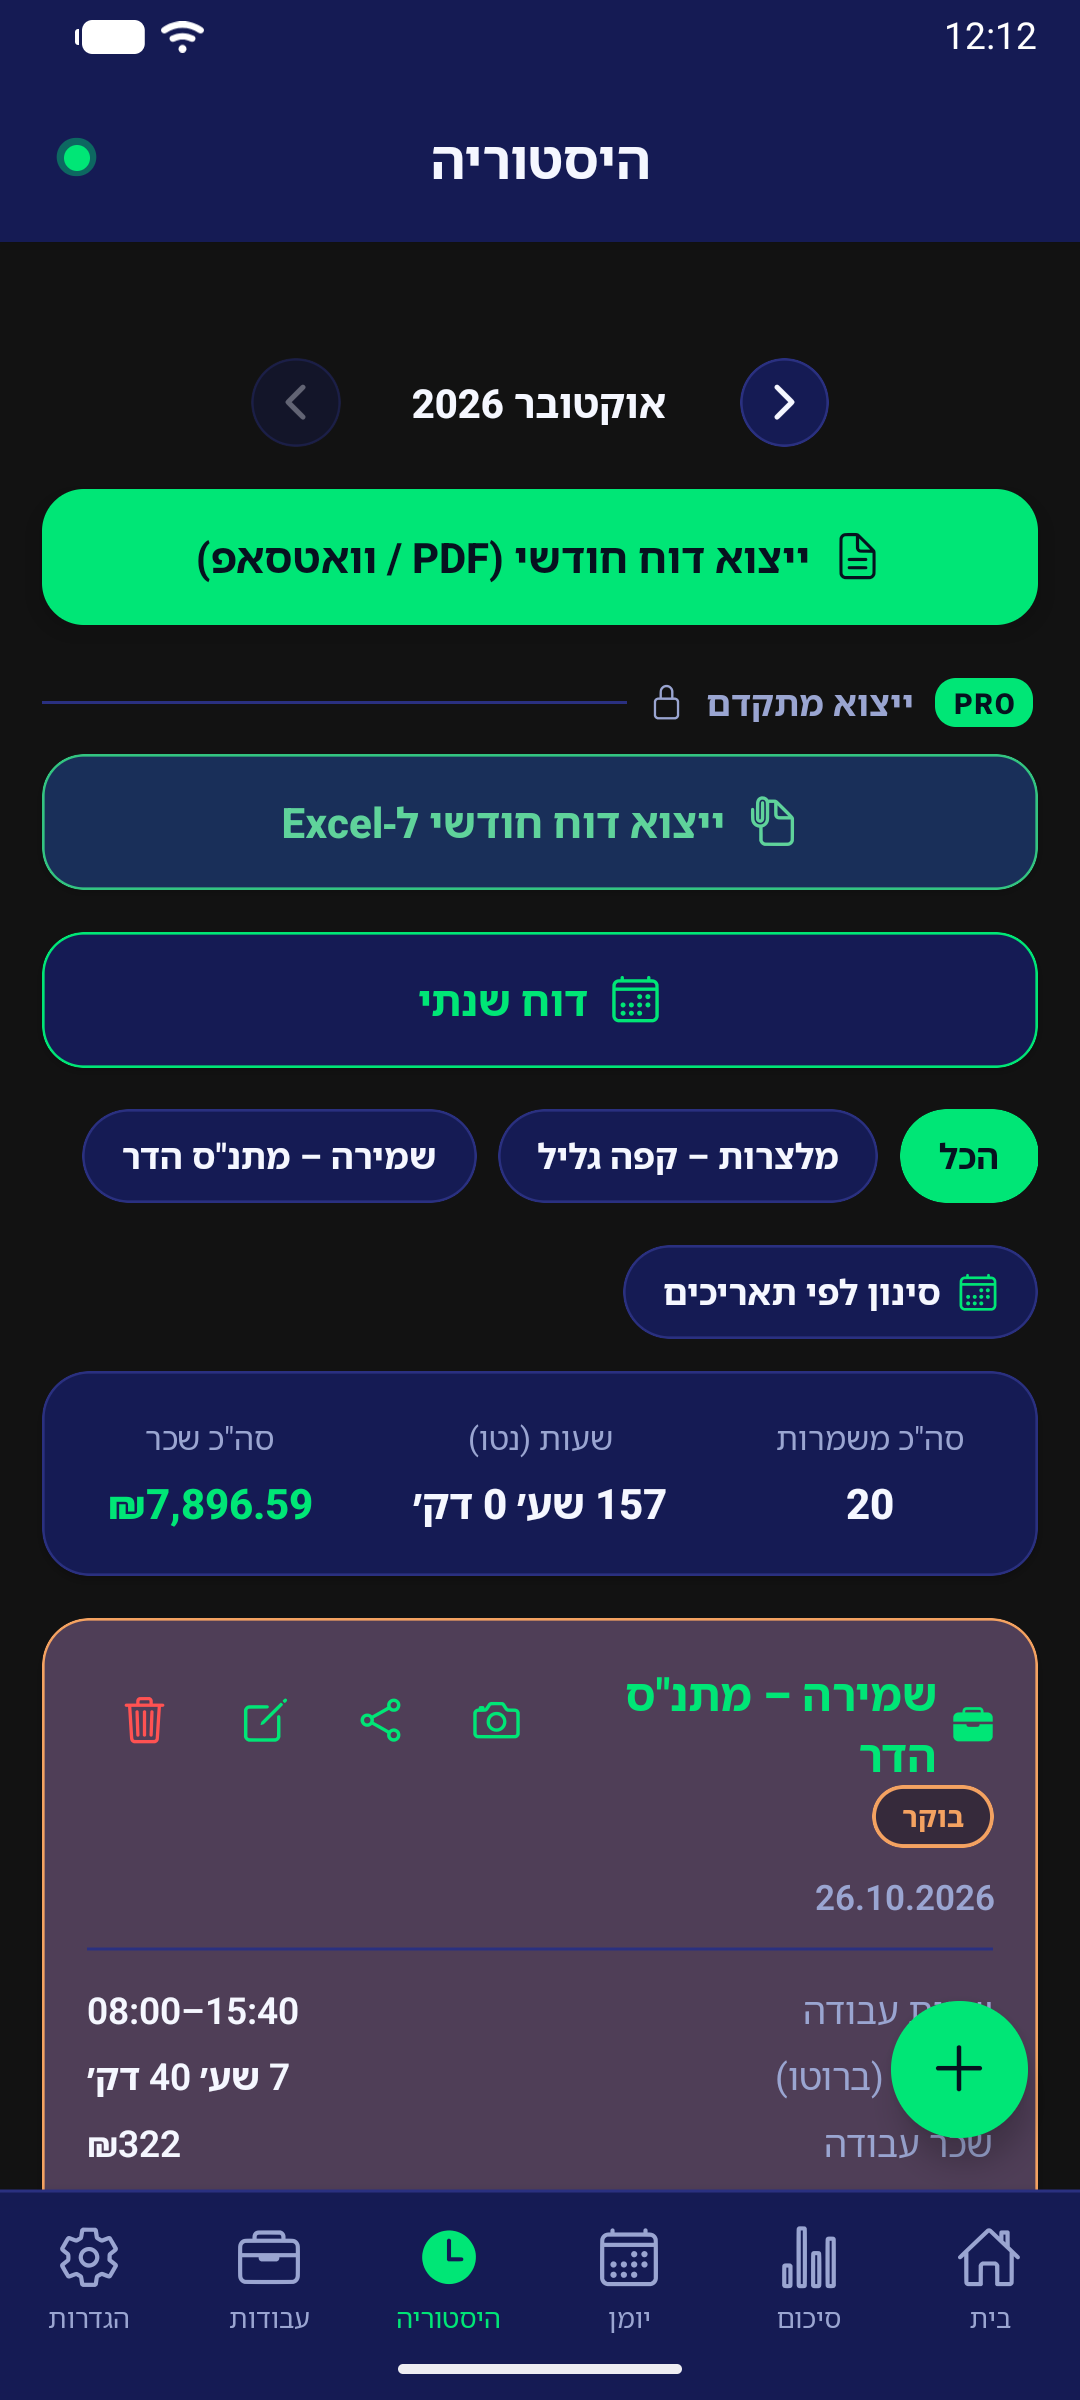 12:12
היסטוריה
אוקטובר 2026
ייצוא דוח חודשי (PDF / וואטסאפ)
PRO ייצוא מתקדם
ייצוא דוח חודשי ל-Excel
דוח שנתי
הכל
מלצרות – קפה גליל
שמירה – מתנ"ס הדר
סינון לפי תאריכים
סה"כ משמרות
שעות (נטו)
סה"כ שכר
20
157 שע׳ 0 דק׳
₪7,896.59
שמירה – מתנ"ס
הדר
בוקר
26.10.2026
עבודה
08:00–15:40
(ברוטו)
7 שע׳ 40 דק׳
שכר עבודה
₪322
בית
סיכום
יומן
היסטוריה
עבודות
הגדרות